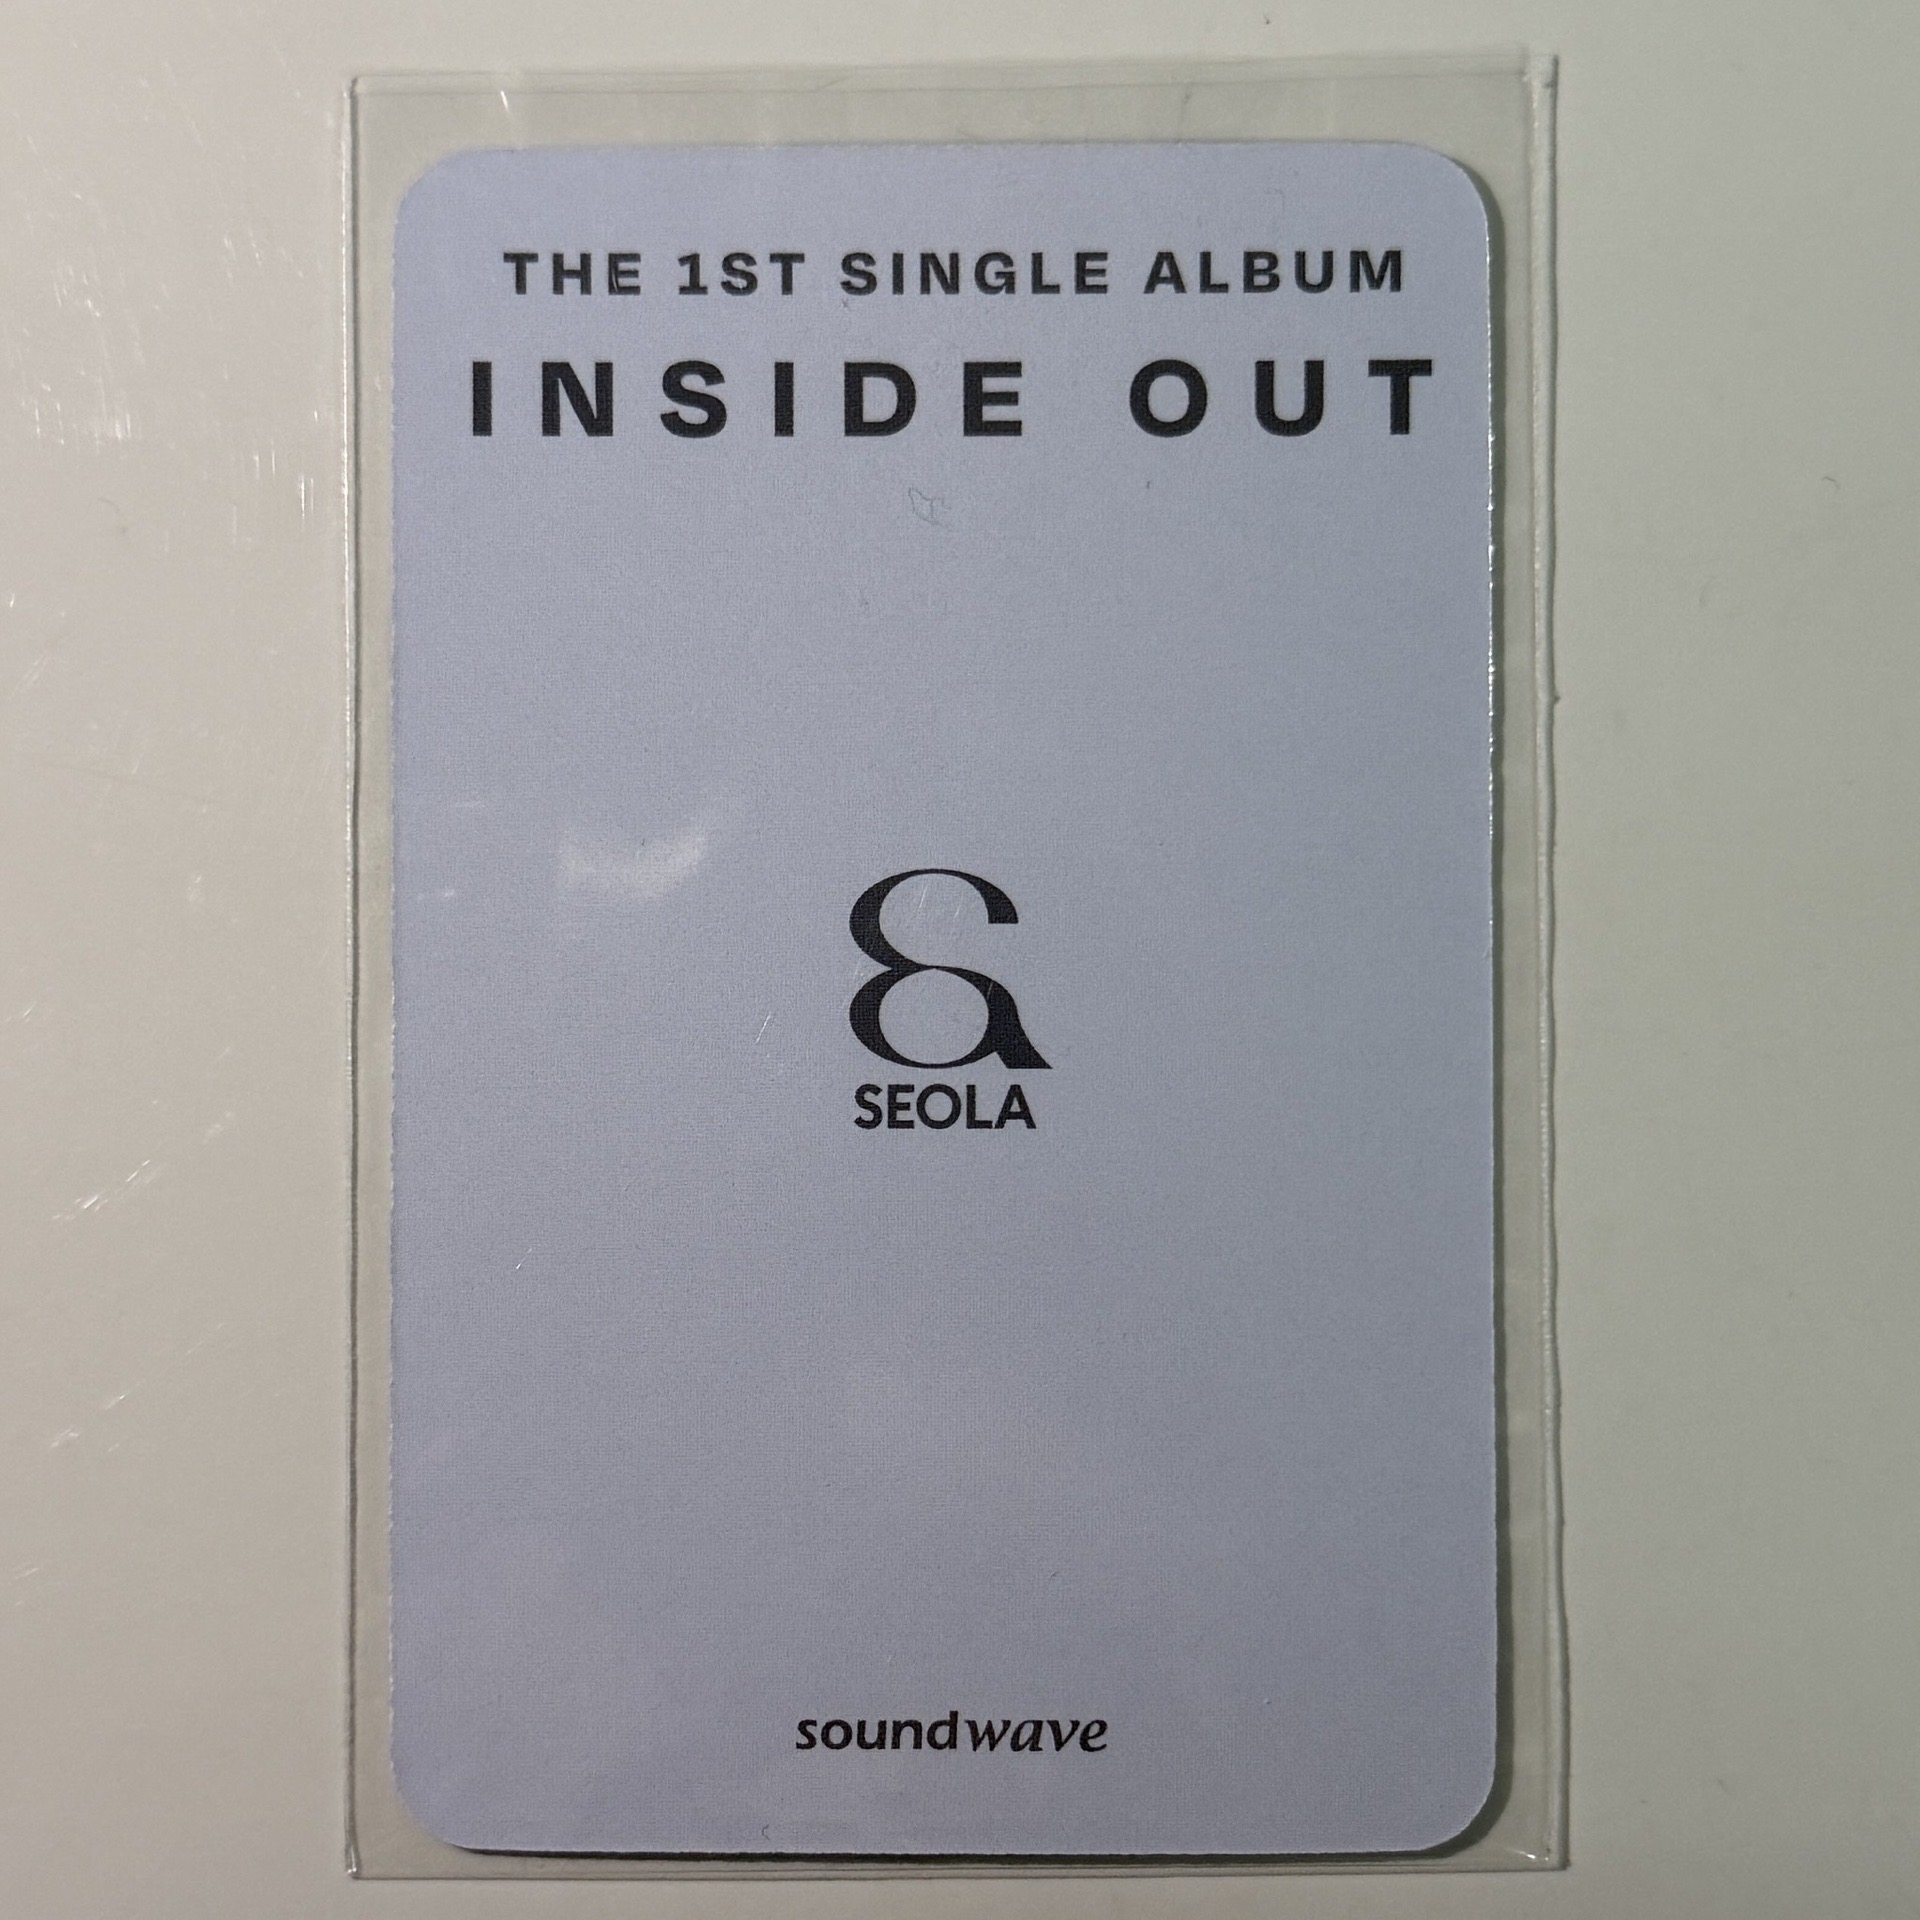 THE 1ST SINGLE ALBUM
INSIDE OUT
SEOLA
soundwave